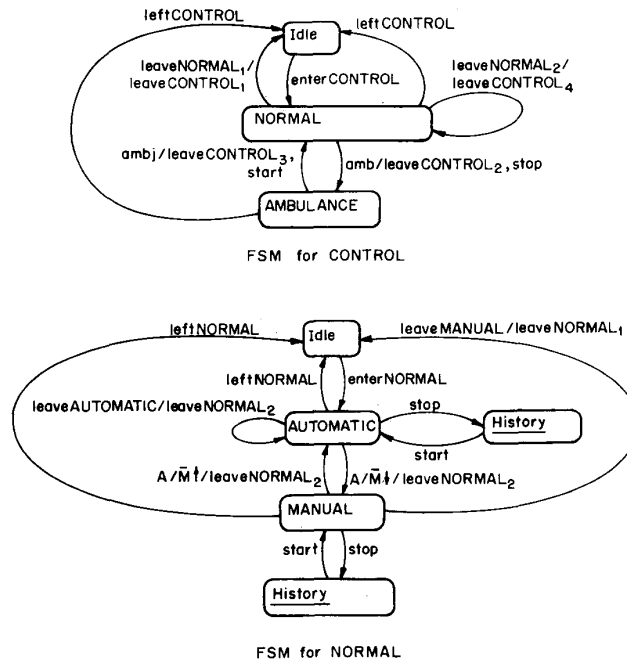 leftCONTROL
Idle
leftCONTROL
leaveNORMAL₁/
leaveCONTROL₁
enterCONTROL
leaveNORMAL₂/
leaveCONTROL₄
NORMAL
ambj/leaveCONTROL₃,
start
amb/leaveCONTROL₂, stop
AMBULANCE
FSM for CONTROL
leftNORMAL
Idle
leaveMANUAL/leaveNORMAL₁
leftNORMAL
enterNORMAL
leaveAUTOMATIC/leaveNORMAL₂
AUTOMATIC
stop
History
start
A/M̄↑/leaveNORMAL₂
A/M̄↓/leaveNORMAL₂
MANUAL
start
stop
History
FSM for NORMAL